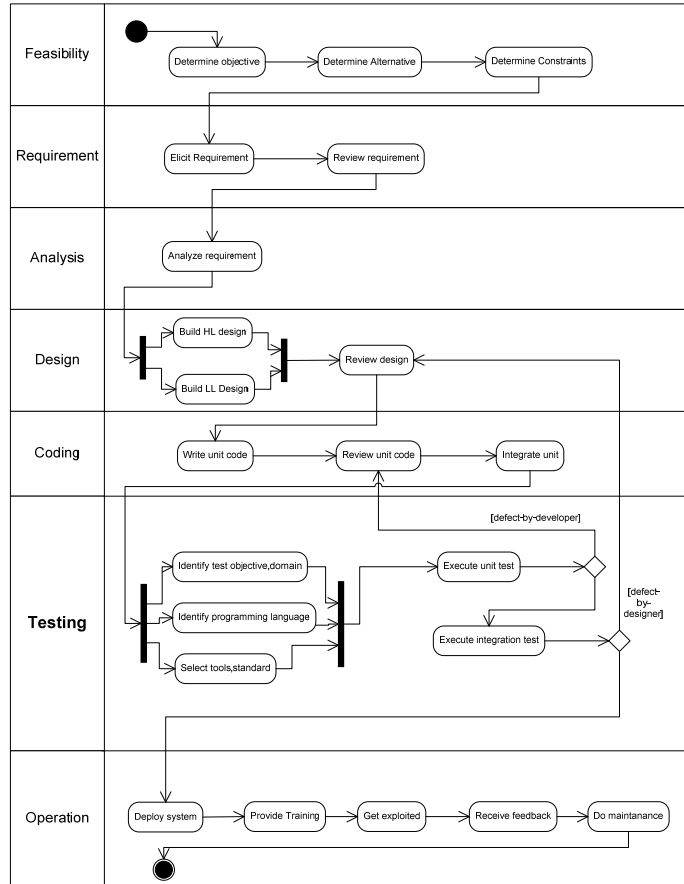 Feasibility
Determine objective
Determine Alternative
Determine Constraints
Requirement
Elicit Requirement
Review requirement
Analysis
Analyze requirement
Design
Build HL design
Build LL Design
Review design
Coding
Write unit code
Review unit code
Integrate unit
Testing
[defect-by-developer]
Identify test objective,domain
Execute unit test
[defect-
by-
designer]
Identify programming language
Execute integration test
Select tools,standard
Operation
Deploy system
Provide Training
Get exploited
Receive feedback
Do maintanance